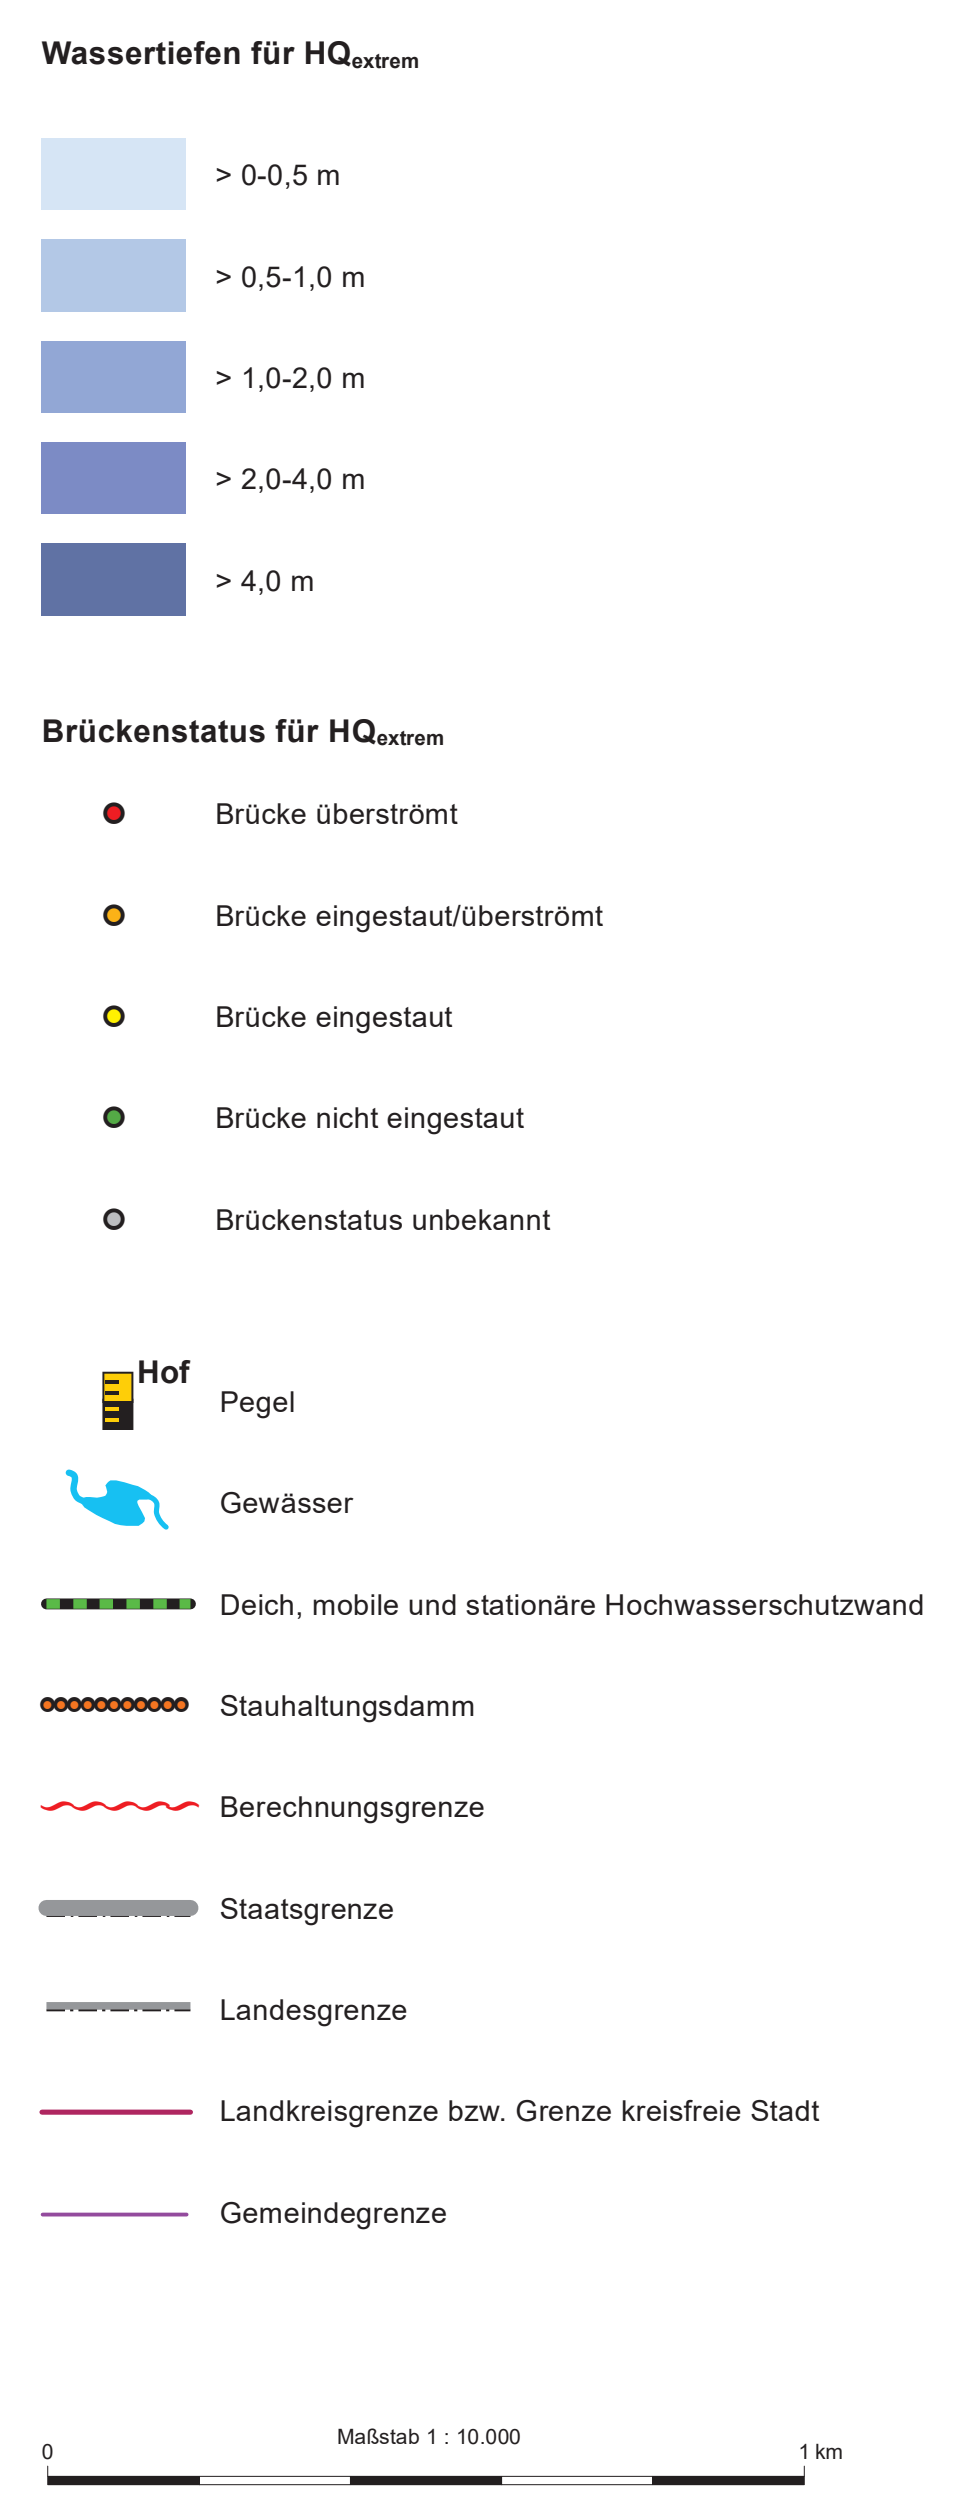 Wassertiefen für HQextrem
> 0-0,5 m
> 0,5-1,0 m
> 1,0-2,0 m
> 2,0-4,0 m
> 4,0 m
Brückenstatus für HQextrem
Brücke überströmt
Brücke eingestaut/überströmt
Brücke eingestaut
Brücke nicht eingestaut
Brückenstatus unbekannt
Hof
Pegel
Gewässer
Deich, mobile und stationäre Hochwasserschutzwand
Stauhaltungsdamm
Berechnungsgrenze
Staatsgrenze
Landesgrenze
Landkreisgrenze bzw. Grenze kreisfreie Stadt
Gemeindegrenze
Maßstab 1 : 10.000
0 1 km